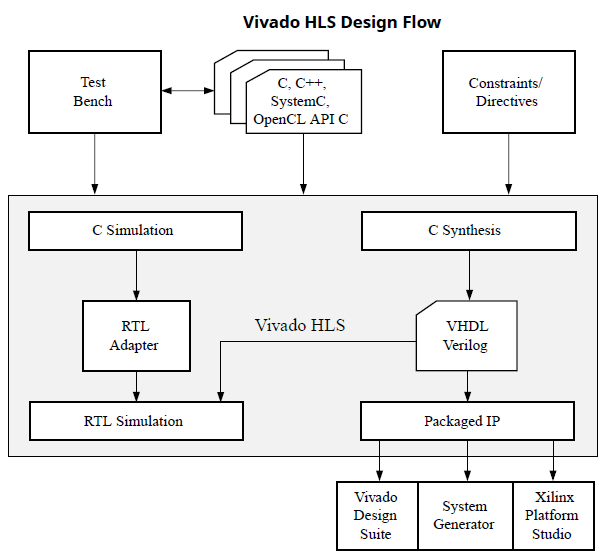 Vivado HLS Design Flow
Test
Bench
C, C++,
SystemC,
OpenCL API C
Constraints/
Directives
C Simulation
C Synthesis
RTL
Adapter
Vivado HLS
VHDL
Verilog
RTL Simulation
Packaged IP
Vivado
Design
Suite
System
Generator
Xilinx
Platform
Studio